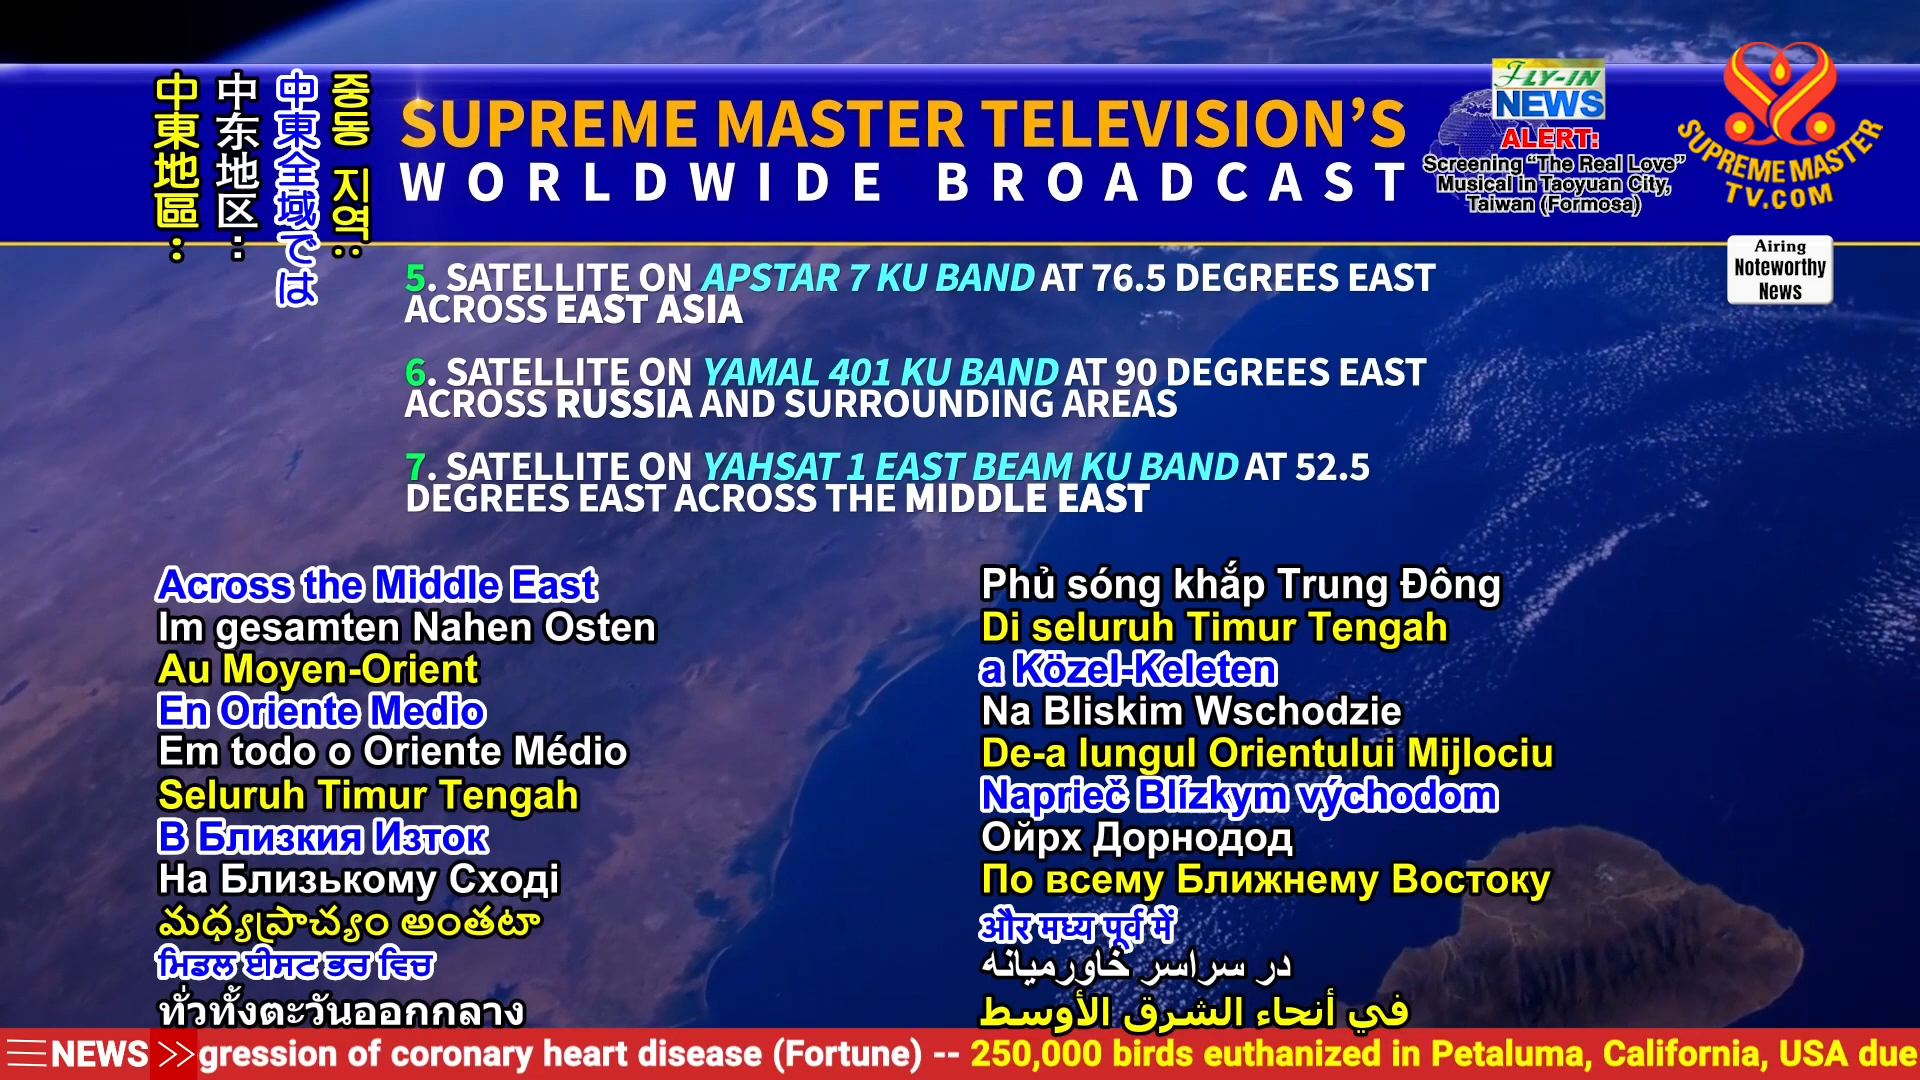 中東地區：
中东地区：
中東全域では
중동 지역:
SUPREME MASTER TELEVISION’S
WORLDWIDE BROADCAST
FLY-IN
NEWS
ALERT:
Screening “The Real Love”
Musical in Taoyuan City,
Taiwan (Formosa)
SUPREME MASTER
TV.COM
Airing
Noteworthy
News
5. SATELLITE ON APSTAR 7 KU BAND AT 76.5 DEGREES EAST
ACROSS EAST ASIA
6. SATELLITE ON YAMAL 401 KU BAND AT 90 DEGREES EAST
ACROSS RUSSIA AND SURROUNDING AREAS
7. SATELLITE ON YAHSAT 1 EAST BEAM KU BAND AT 52.5
DEGREES EAST ACROSS THE MIDDLE EAST
Across the Middle East
Im gesamten Nahen Osten
Au Moyen-Orient
En Oriente Medio
Em todo o Oriente Médio
Seluruh Timur Tengah
В Близкия Изток
На Близькому Сході
మధ్యప్రాచ్యం అంతటా
ਮਿਡਲ ਈਸਟ ਭਰ ਵਿਚ
ทั่วทั้งตะวันออกกลาง
Phủ sóng khắp Trung Đông
Di seluruh Timur Tengah
a Közel-Keleten
Na Bliskim Wschodzie
De-a lungul Orientului Mijlociu
Naprieč Blízkym východom
Ойрх Дорнодод
По всему Ближнему Востоку
और मध्य पूर्व में
در سراسر خاورمیانه
في أنحاء الشرق الأوسط
NEWS >> gression of coronary heart disease (Fortune) -- 250,000 birds euthanized in Petaluma, California, USA due